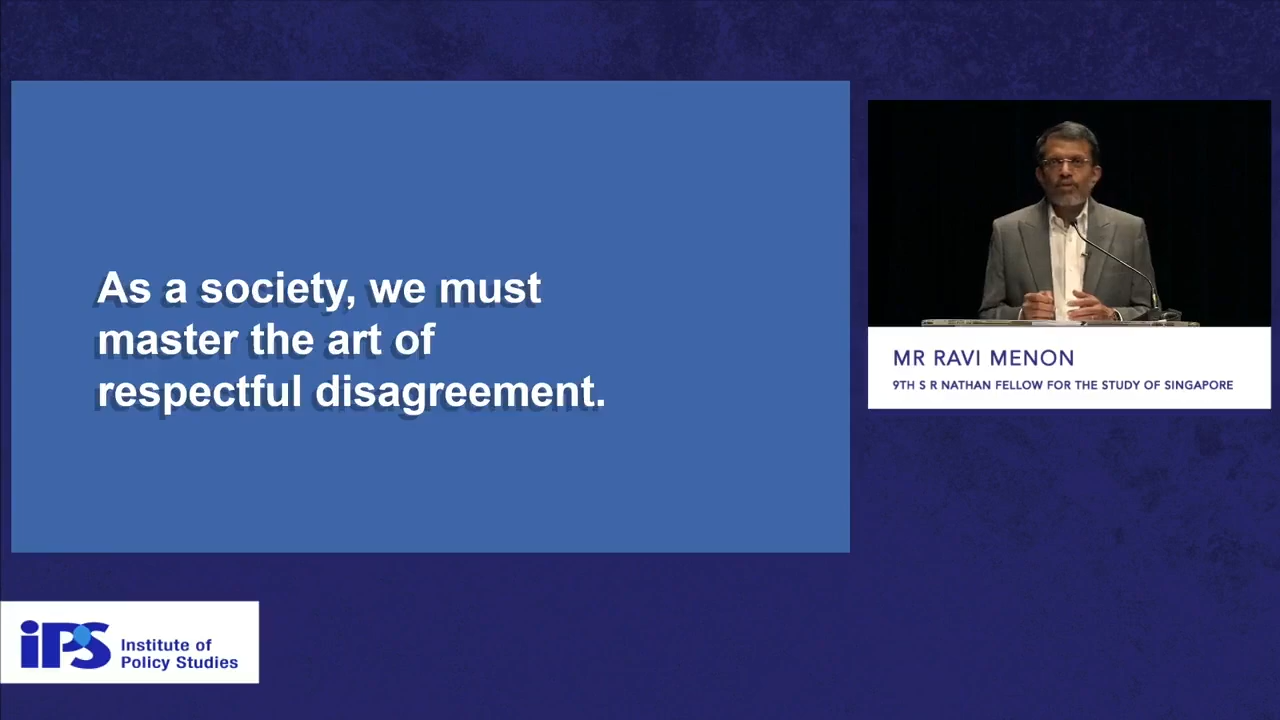 As a society, we must
master the art of
respectful disagreement.
MR RAVI MENON
9TH S R NATHAN FELLOW FOR THE STUDY OF SINGAPORE
iPS
Institute of
Policy Studies